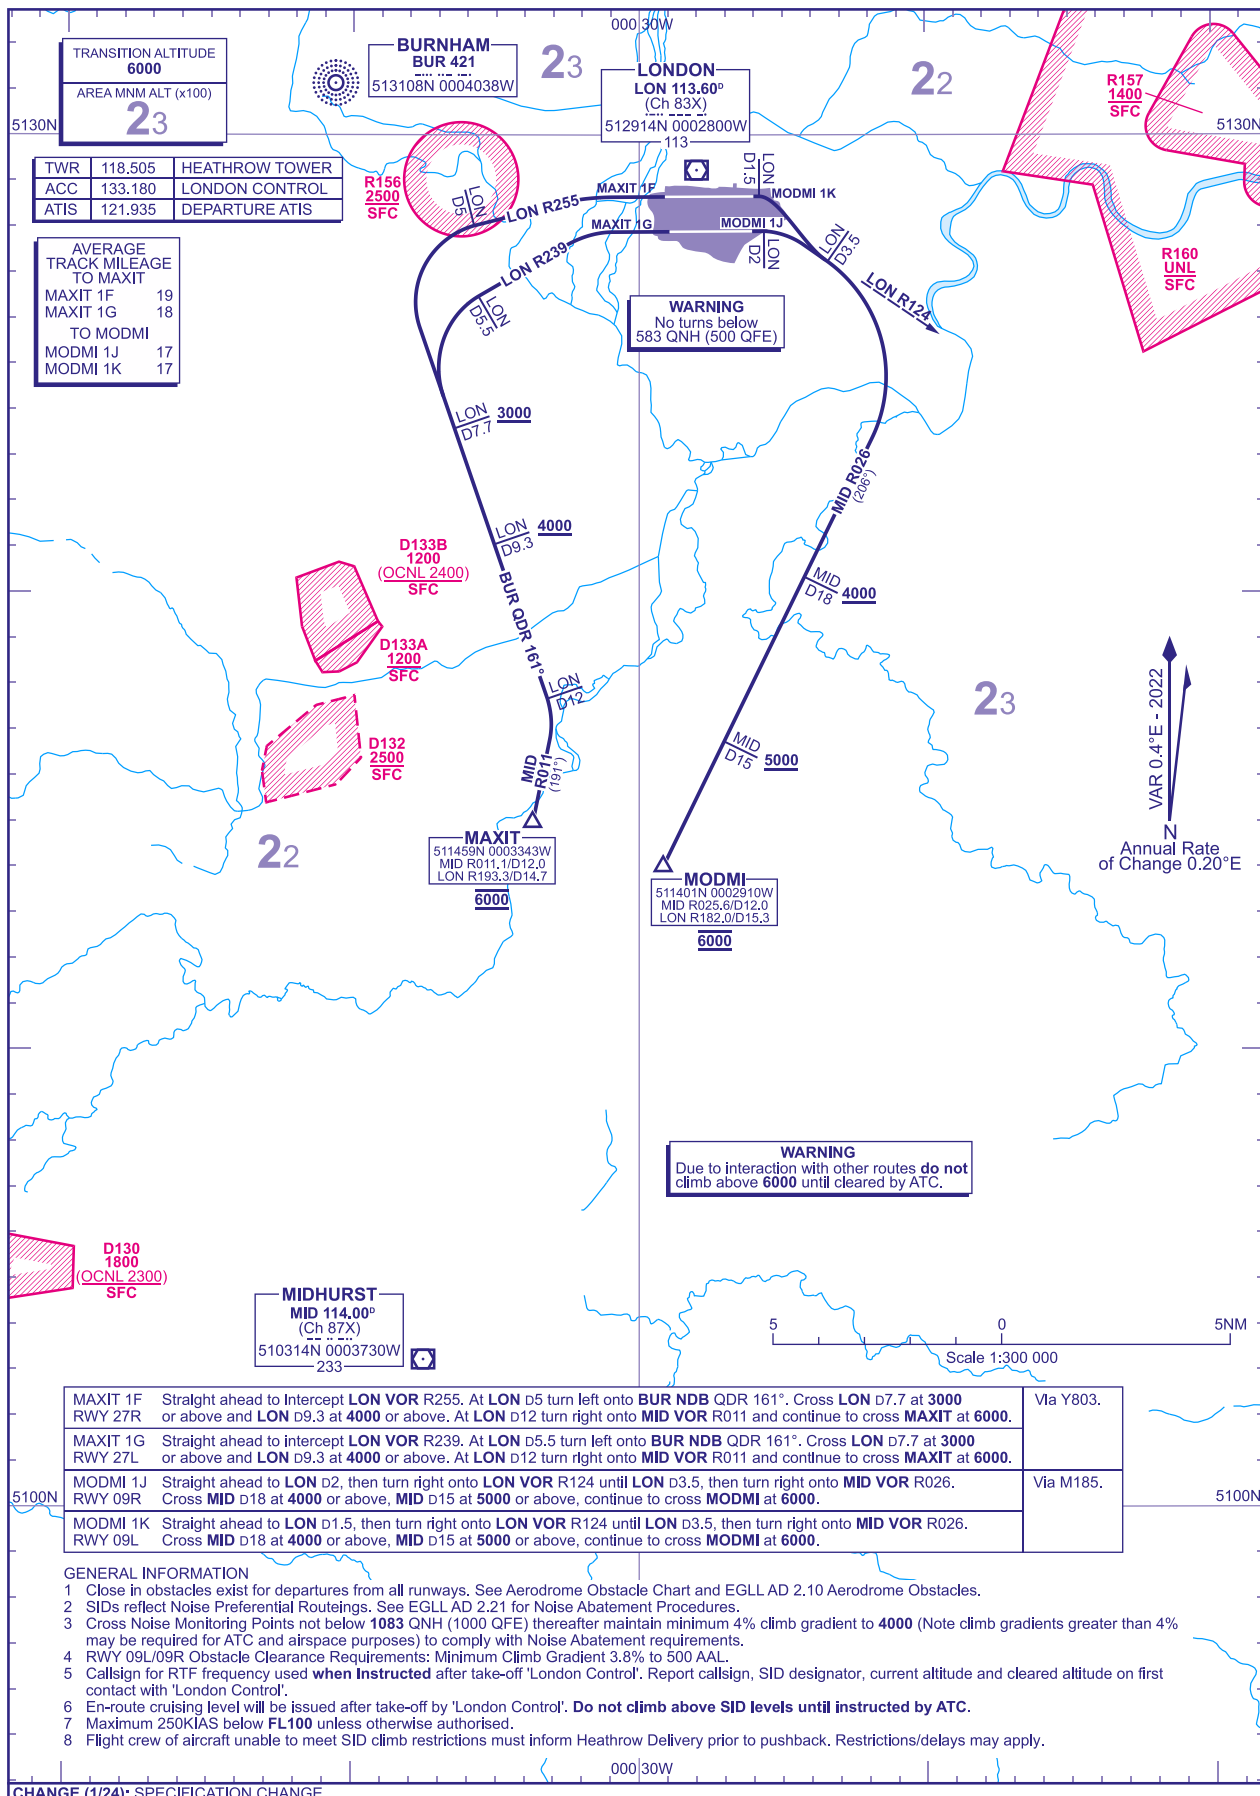 000 30W
TRANSITION ALTITUDE
6000
AREA MNM ALT (x100)
23
BURNHAM
BUR 421
513108N 0004038W
23
LONDON
LON 113.60ᴰ
(Ch 83X)
512914N 0002800W
113
22
R157
1400
SFC
5130N
5130N
TWR 118.505 HEATHROW TOWER
ACC 133.180 LONDON CONTROL
ATIS 121.935 DEPARTURE ATIS
R156
2500
SFC
LON
D5
LON R255
MAXIT 1F
LON
D1.5
MODMI 1K
MAXIT 1G
MODMI 1J
LON
D2
LON
D3.5
LON R239
LON
D5.5
LON R124
R160
UNL
SFC
AVERAGE
TRACK MILEAGE
TO MAXIT
MAXIT 1F 19
MAXIT 1G 18
TO MODMI
MODMI 1J 17
MODMI 1K 17
WARNING
No turns below
583 QNH (500 QFE)
LON
D7.7
3000
MID R026
(206°)
LON
D9.3
4000
D133B
1200
(OCNL 2400)
SFC
BUR QDR 161°
MID
D18
4000
D133A
1200
SFC
LON
D12
23
VAR 0.4°E - 2022
N
Annual Rate
of Change 0.20°E
D132
2500
SFC
MID
R011
(191°)
MID
D15
5000
22
MAXIT
511459N 0003343W
MID R011.1/D12.0
LON R193.3/D14.7
6000
MODMI
511401N 0002910W
MID R025.6/D12.0
LON R182.0/D15.3
6000
WARNING
Due to interaction with other routes do not
climb above 6000 until cleared by ATC.
D130
1800
(OCNL 2300)
SFC
MIDHURST
MID 114.00ᴰ
(Ch 87X)
510314N 0003730W
233
5 0 5NM
Scale 1:300 000
MAXIT 1F Straight ahead to Intercept LON VOR R255. At LON D5 turn left onto BUR NDB QDR 161°. Cross LON D7.7 at 3000 Via Y803.
RWY 27R or above and LON D9.3 at 4000 or above. At LON D12 turn right onto MID VOR R011 and continue to cross MAXIT at 6000.
MAXIT 1G Straight ahead to intercept LON VOR R239. At LON D5.5 turn left onto BUR NDB QDR 161°. Cross LON D7.7 at 3000
RWY 27L or above and LON D9.3 at 4000 or above. At LON D12 turn right onto MID VOR R011 and continue to cross MAXIT at 6000.
MODMI 1J Straight ahead to LON D2, then turn right onto LON VOR R124 until LON D3.5, then turn right onto MID VOR R026. Via M185.
RWY 09R Cross MID D18 at 4000 or above, MID D15 at 5000 or above, continue to cross MODMI at 6000.
5100N
5100N
MODMI 1K Straight ahead to LON D1.5, then turn right onto LON VOR R124 until LON D3.5, then turn right onto MID VOR R026.
RWY 09L Cross MID D18 at 4000 or above, MID D15 at 5000 or above, continue to cross MODMI at 6000.
GENERAL INFORMATION
1 Close in obstacles exist for departures from all runways. See Aerodrome Obstacle Chart and EGLL AD 2.10 Aerodrome Obstacles.
2 SIDs reflect Noise Preferential Routeings. See EGLL AD 2.21 for Noise Abatement Procedures.
3 Cross Noise Monitoring Points not below 1083 QNH (1000 QFE) thereafter maintain minimum 4% climb gradient to 4000 (Note climb gradients greater than 4%
may be required for ATC and airspace purposes) to comply with Noise Abatement requirements.
4 RWY 09L/09R Obstacle Clearance Requirements: Minimum Climb Gradient 3.8% to 500 AAL.
5 Callsign for RTF frequency used when Instructed after take-off 'London Control'. Report callsign, SID designator, current altitude and cleared altitude on first
contact with 'London Control'.
6 En-route cruising level will be issued after take-off by 'London Control'. Do not climb above SID levels until instructed by ATC.
7 Maximum 250KIAS below FL100 unless otherwise authorised.
8 Flight crew of aircraft unable to meet SID climb restrictions must inform Heathrow Delivery prior to pushback. Restrictions/delays may apply.
000 30W
CHANGE (1/24): SPECIFICATION CHANGE.